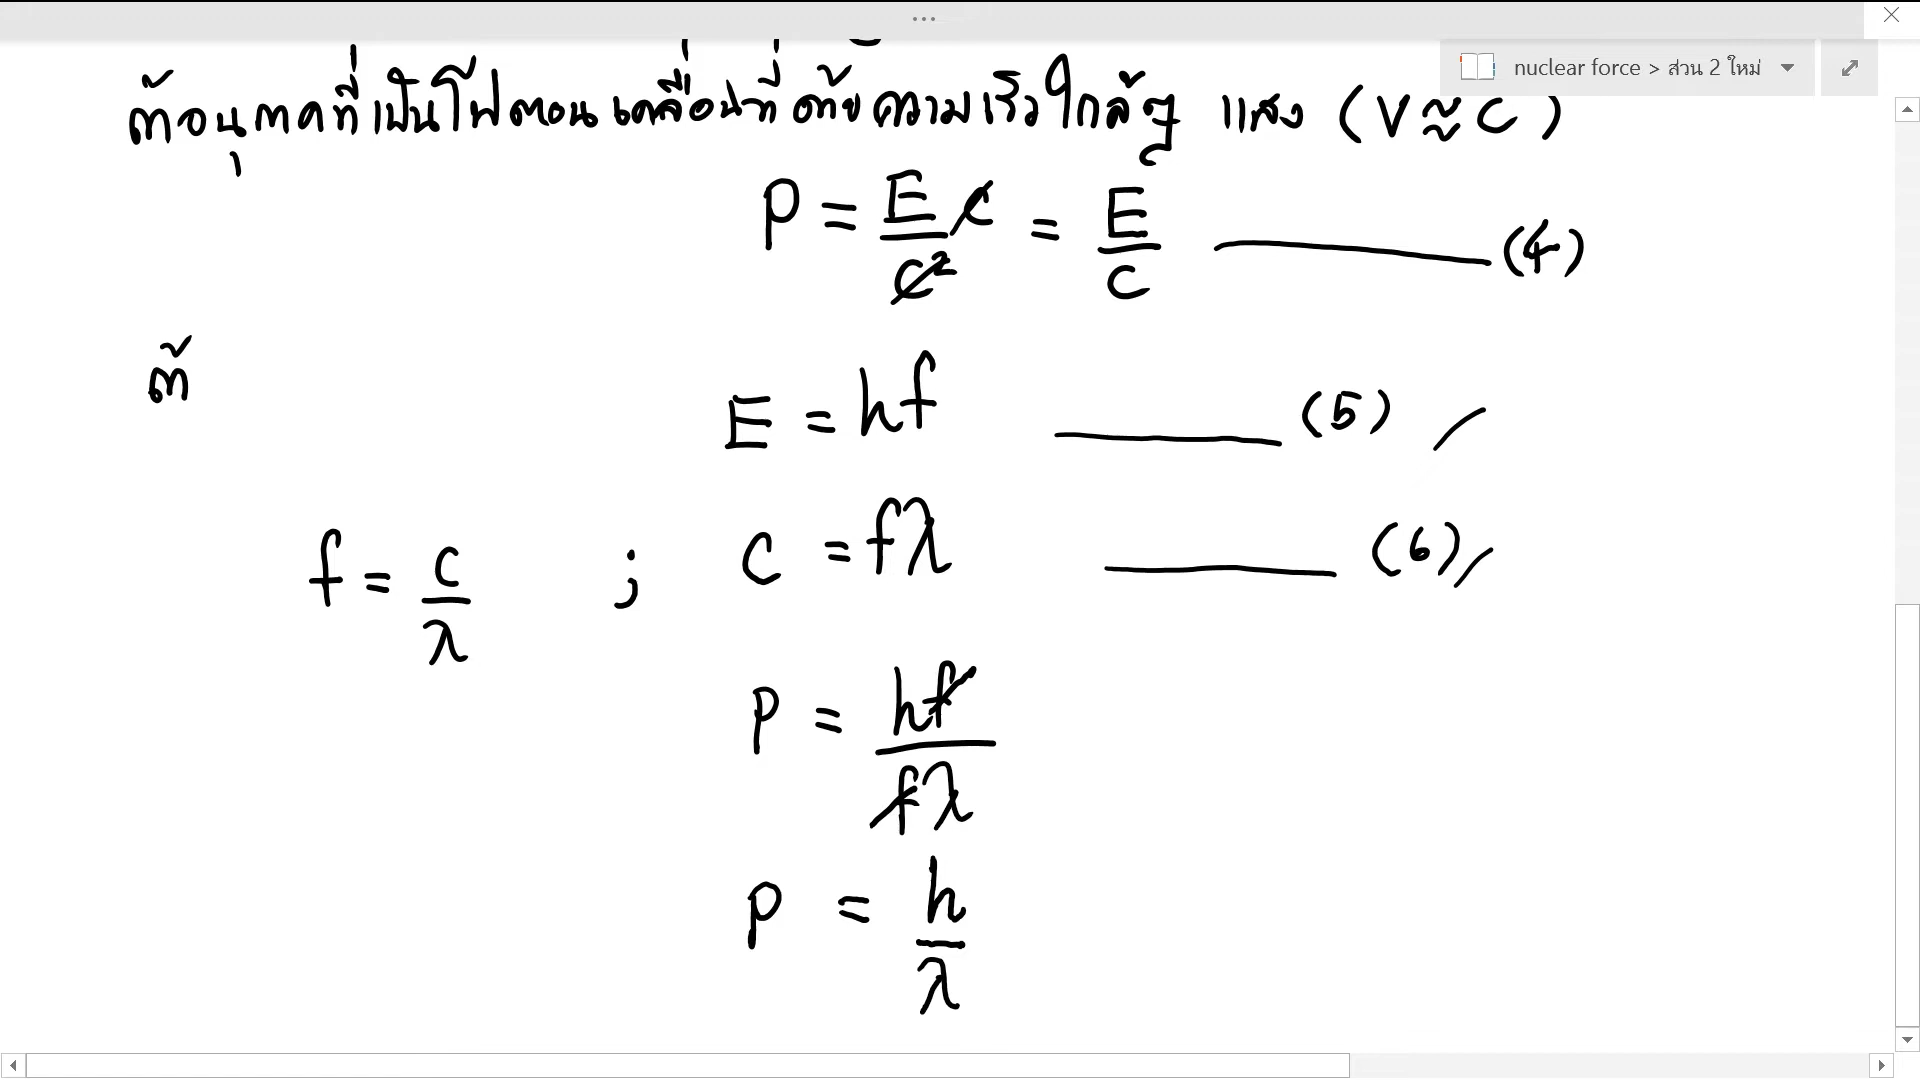 ...
nuclear force > ส่วน 2 ใหม่
ถ้าอนุภาคที่เป็นโฟตอนเคลื่อนที่ด้วยความเร็วใกล้ๆ แสง (V ≈ C)
P = E/c² c = E/C ——— (4)
ถ้
E = hf ——— (5) /
f = c/λ ; C = fλ ——— (6) /
P = hf/fλ
P = h/λ